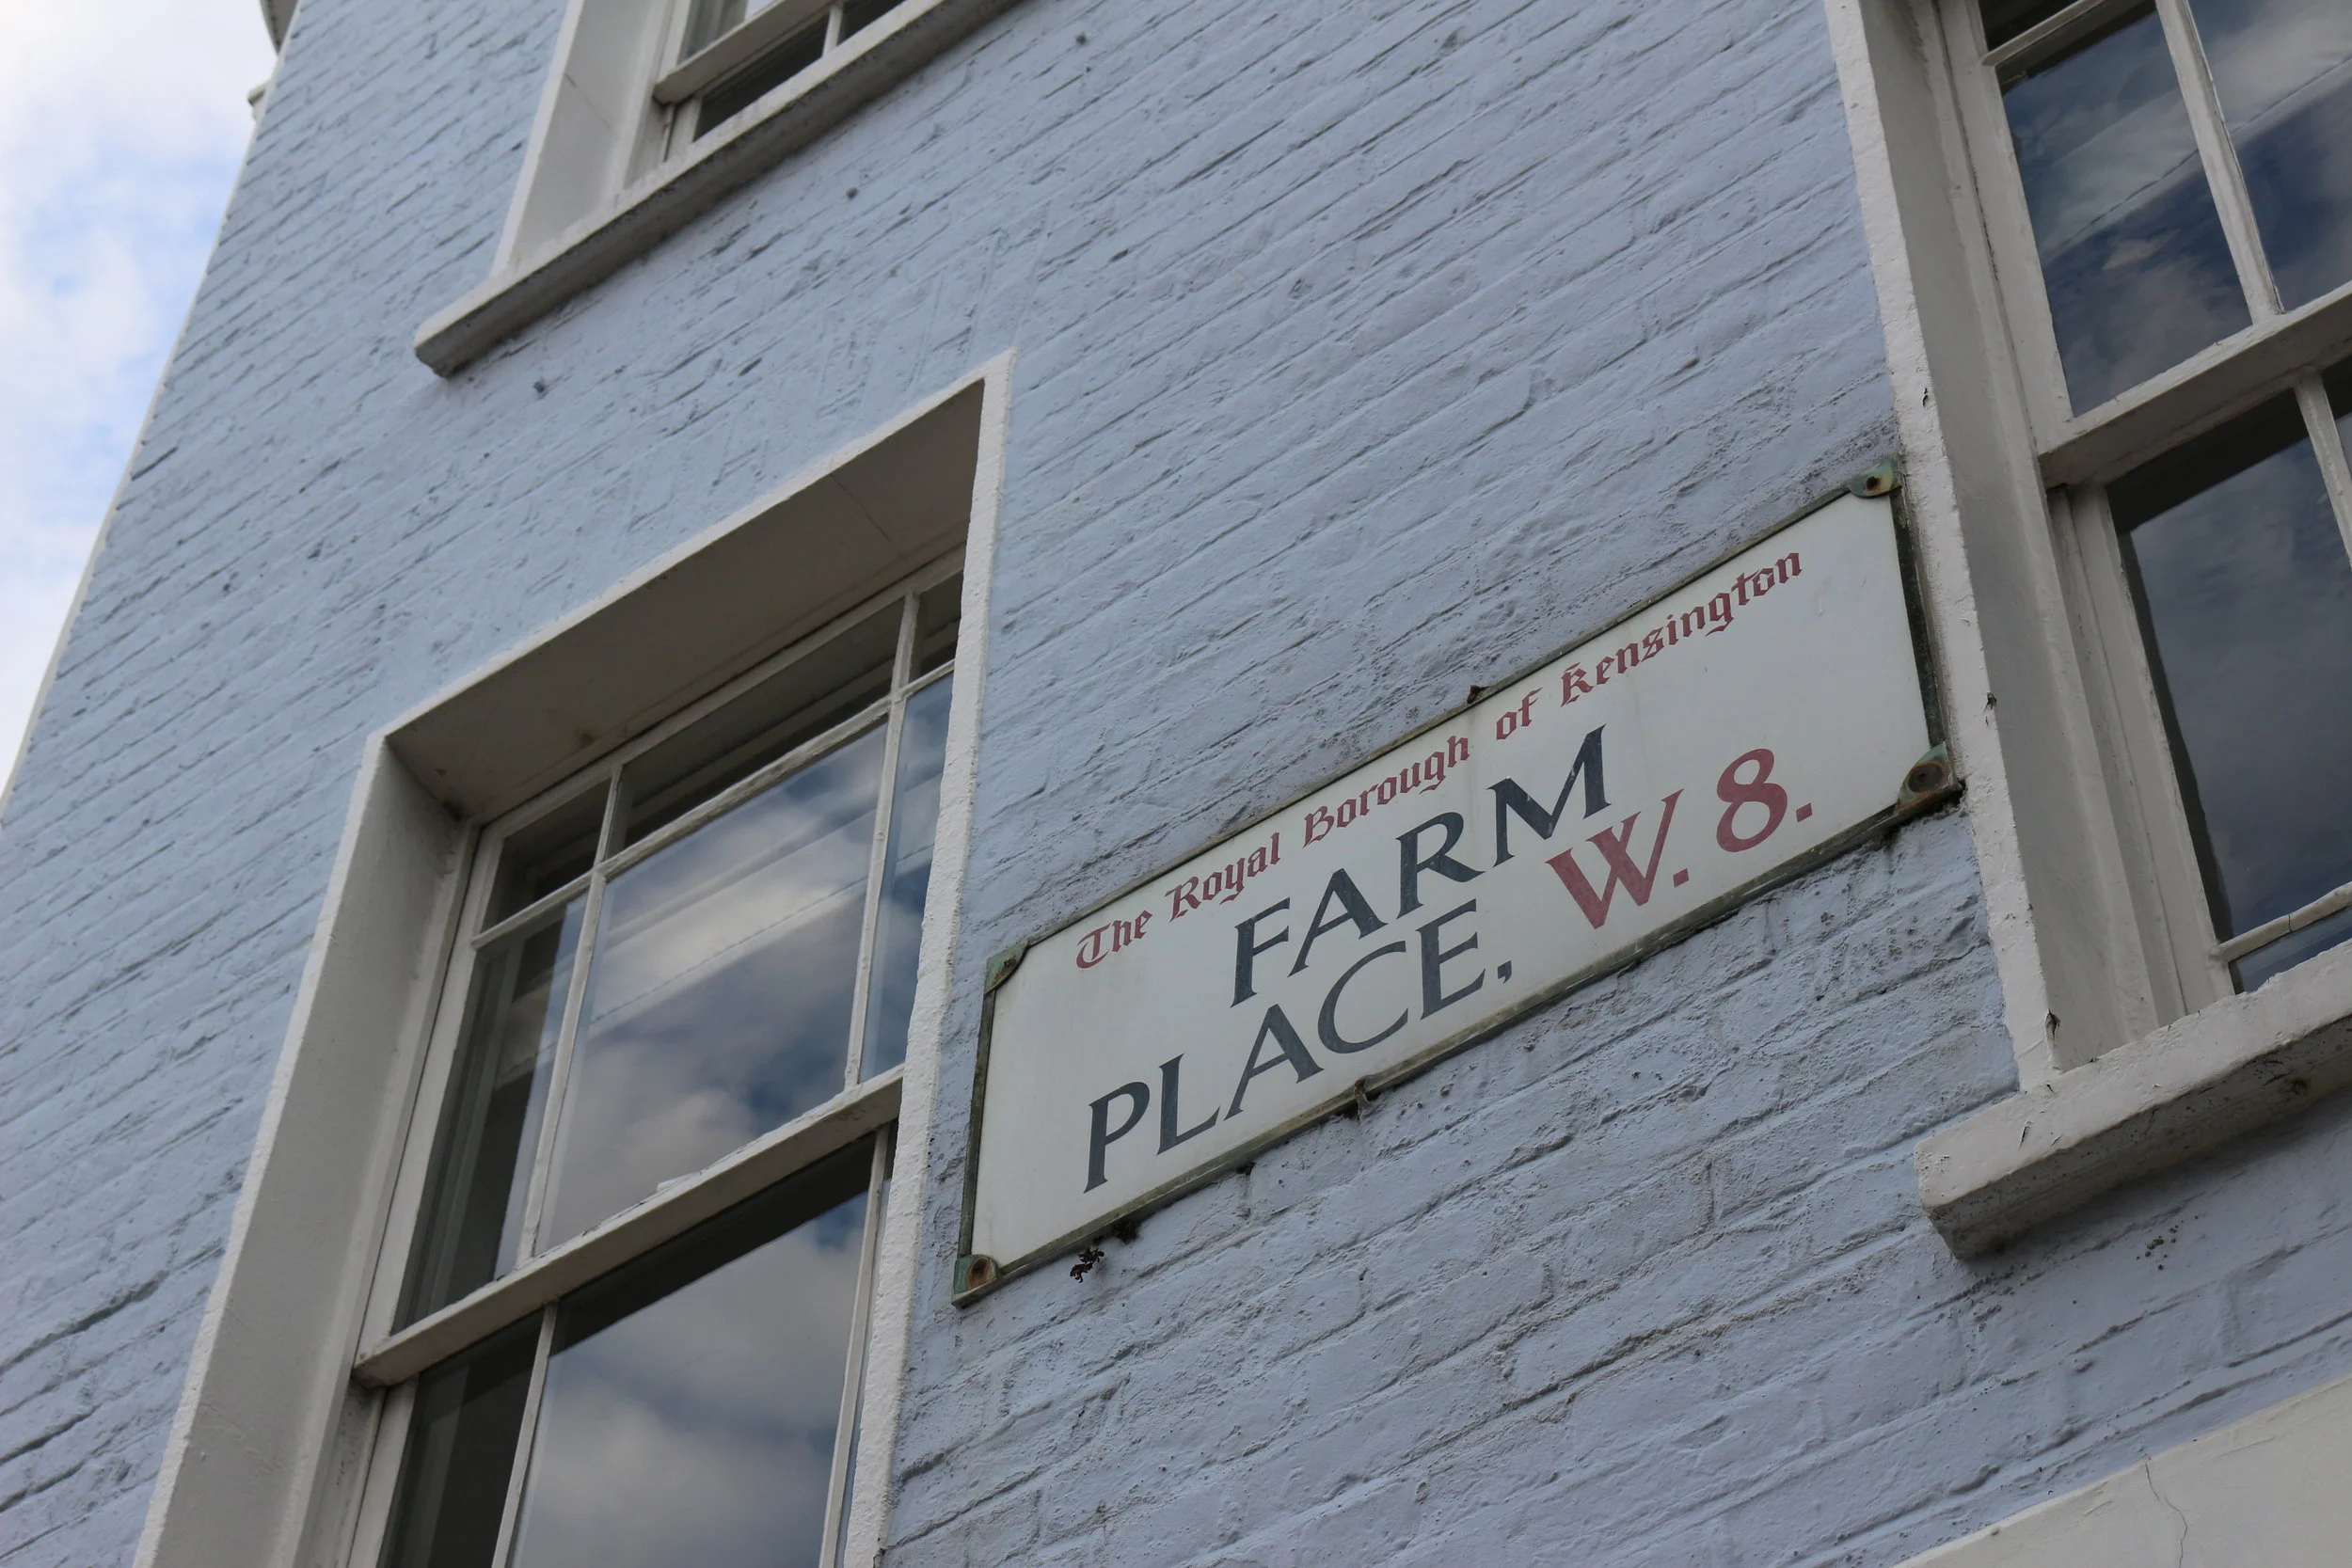 The Royal Borough of Kensington
FARM
PLACE, W. 8.